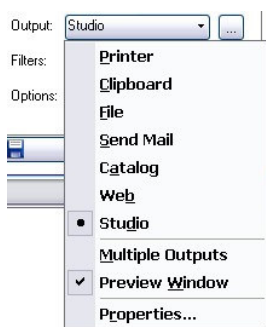 Output: Studio ...
Filters:
Options:
Printer
Clipboard
File
Send Mail
Catalog
Web
Studio
Multiple Outputs
Preview Window
Properties...